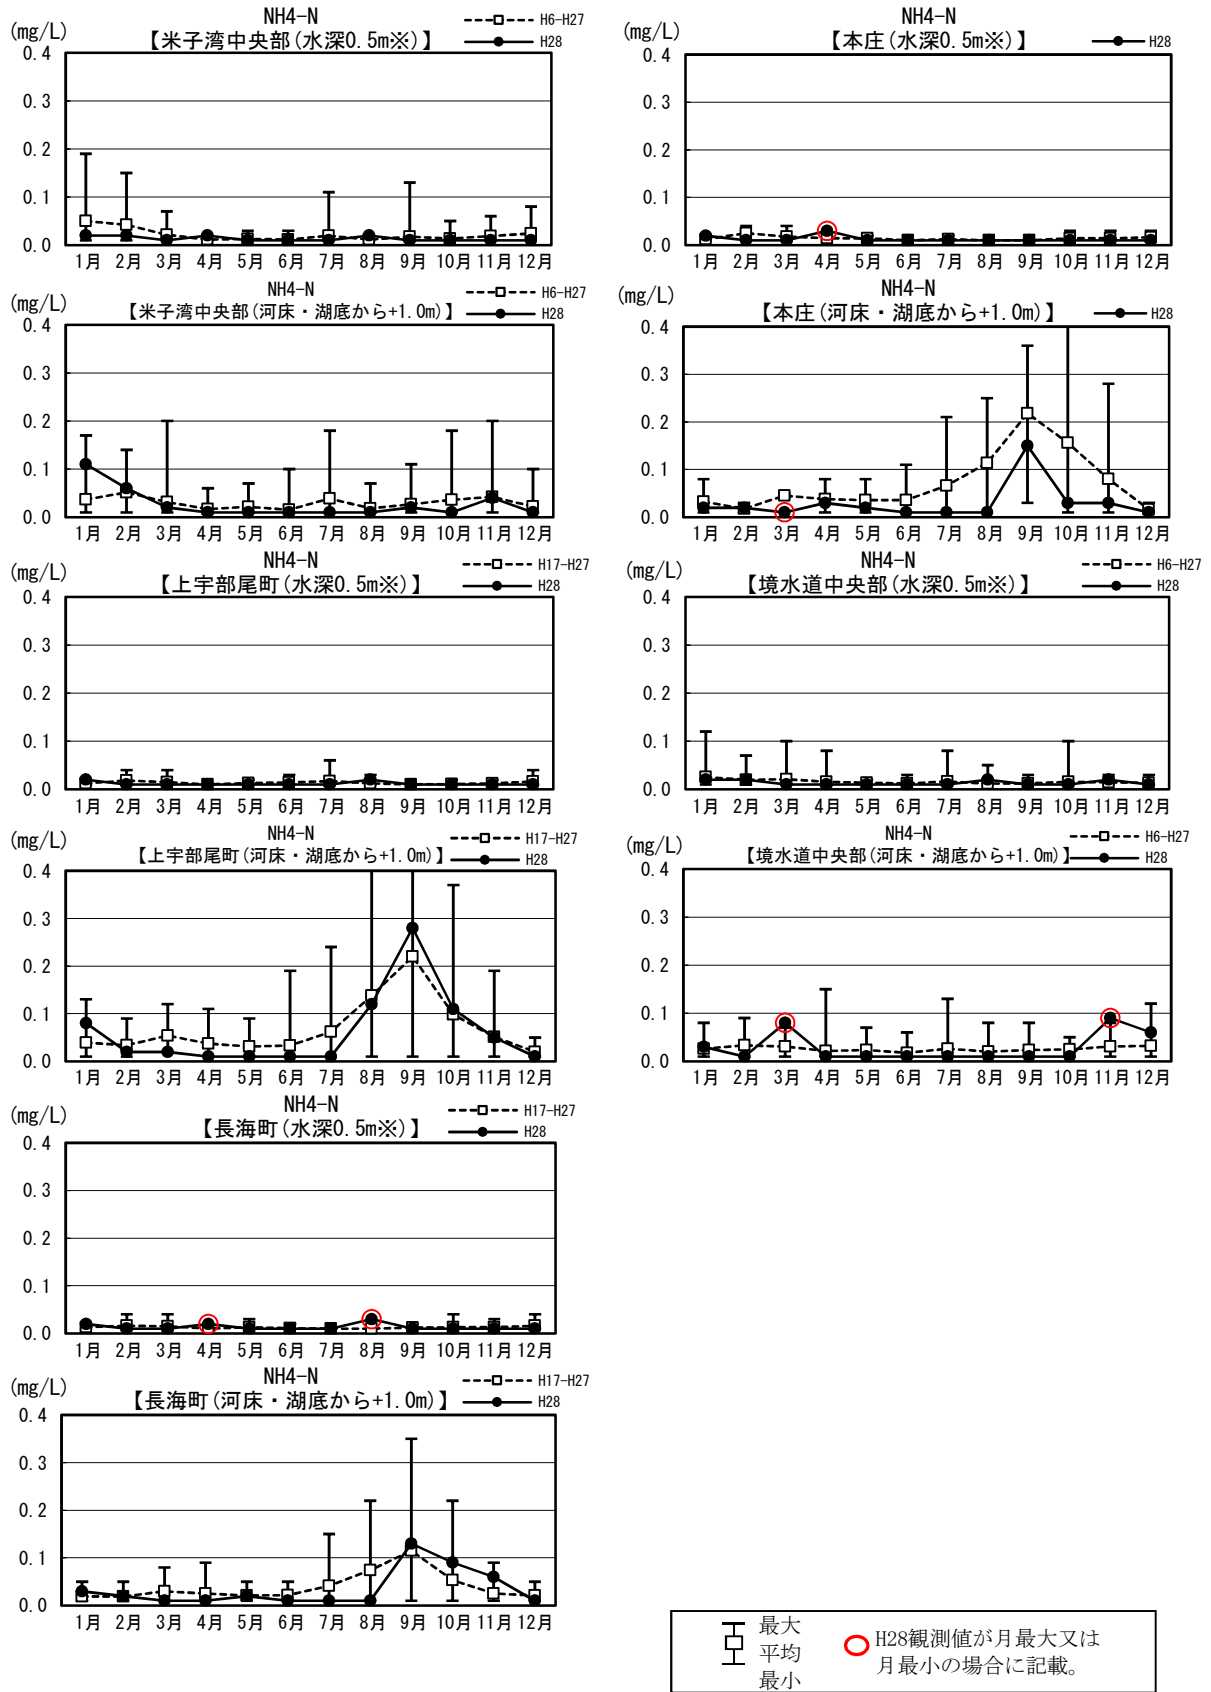 NH4-N
(mg/L)
H6-H27
【米子湾中央部(水深0.5m※)】
H28
0.4
0.3
0.2
0.1
0.0
1月 2月 3月 4月 5月 6月 7月 8月 9月 10月 11月 12月
NH4-N
(mg/L)
【本庄(水深0.5m※)】
H28
0.4
0.3
0.2
0.1
0.0
1月 2月 3月 4月 5月 6月 7月 8月 9月 10月 11月 12月
NH4-N
(mg/L)
H6-H27
【米子湾中央部(河床・湖底から+1.0m)】
H28
0.4
0.3
0.2
0.1
0.0
1月 2月 3月 4月 5月 6月 7月 8月 9月 10月 11月 12月
NH4-N
(mg/L)
【本庄(河床・湖底から+1.0m)】
H28
0.4
0.3
0.2
0.1
0.0
1月 2月 3月 4月 5月 6月 7月 8月 9月 10月 11月 12月
NH4-N
(mg/L)
H17-H27
【上宇部尾町(水深0.5m※)】
H28
0.4
0.3
0.2
0.1
0.0
1月 2月 3月 4月 5月 6月 7月 8月 9月 10月 11月 12月
NH4-N
(mg/L)
H6-H27
【境水道中央部(水深0.5m※)】
H28
0.4
0.3
0.2
0.1
0.0
1月 2月 3月 4月 5月 6月 7月 8月 9月 10月 11月 12月
NH4-N
(mg/L)
H17-H27
【上宇部尾町(河床・湖底から+1.0m)】
H28
0.4
0.3
0.2
0.1
0.0
1月 2月 3月 4月 5月 6月 7月 8月 9月 10月 11月 12月
NH4-N
(mg/L)
H6-H27
【境水道中央部(河床・湖底から+1.0m)】
H28
0.4
0.3
0.2
0.1
0.0
1月 2月 3月 4月 5月 6月 7月 8月 9月 10月 11月 12月
NH4-N
(mg/L)
H17-H27
【長海町(水深0.5m※)】
H28
0.4
0.3
0.2
0.1
0.0
1月 2月 3月 4月 5月 6月 7月 8月 9月 10月 11月 12月
NH4-N
(mg/L)
H17-H27
【長海町(河床・湖底から+1.0m)】
H28
0.4
0.3
0.2
0.1
0.0
1月 2月 3月 4月 5月 6月 7月 8月 9月 10月 11月 12月
最大
平均
最小
H28観測値が月最大又は
月最小の場合に記載。